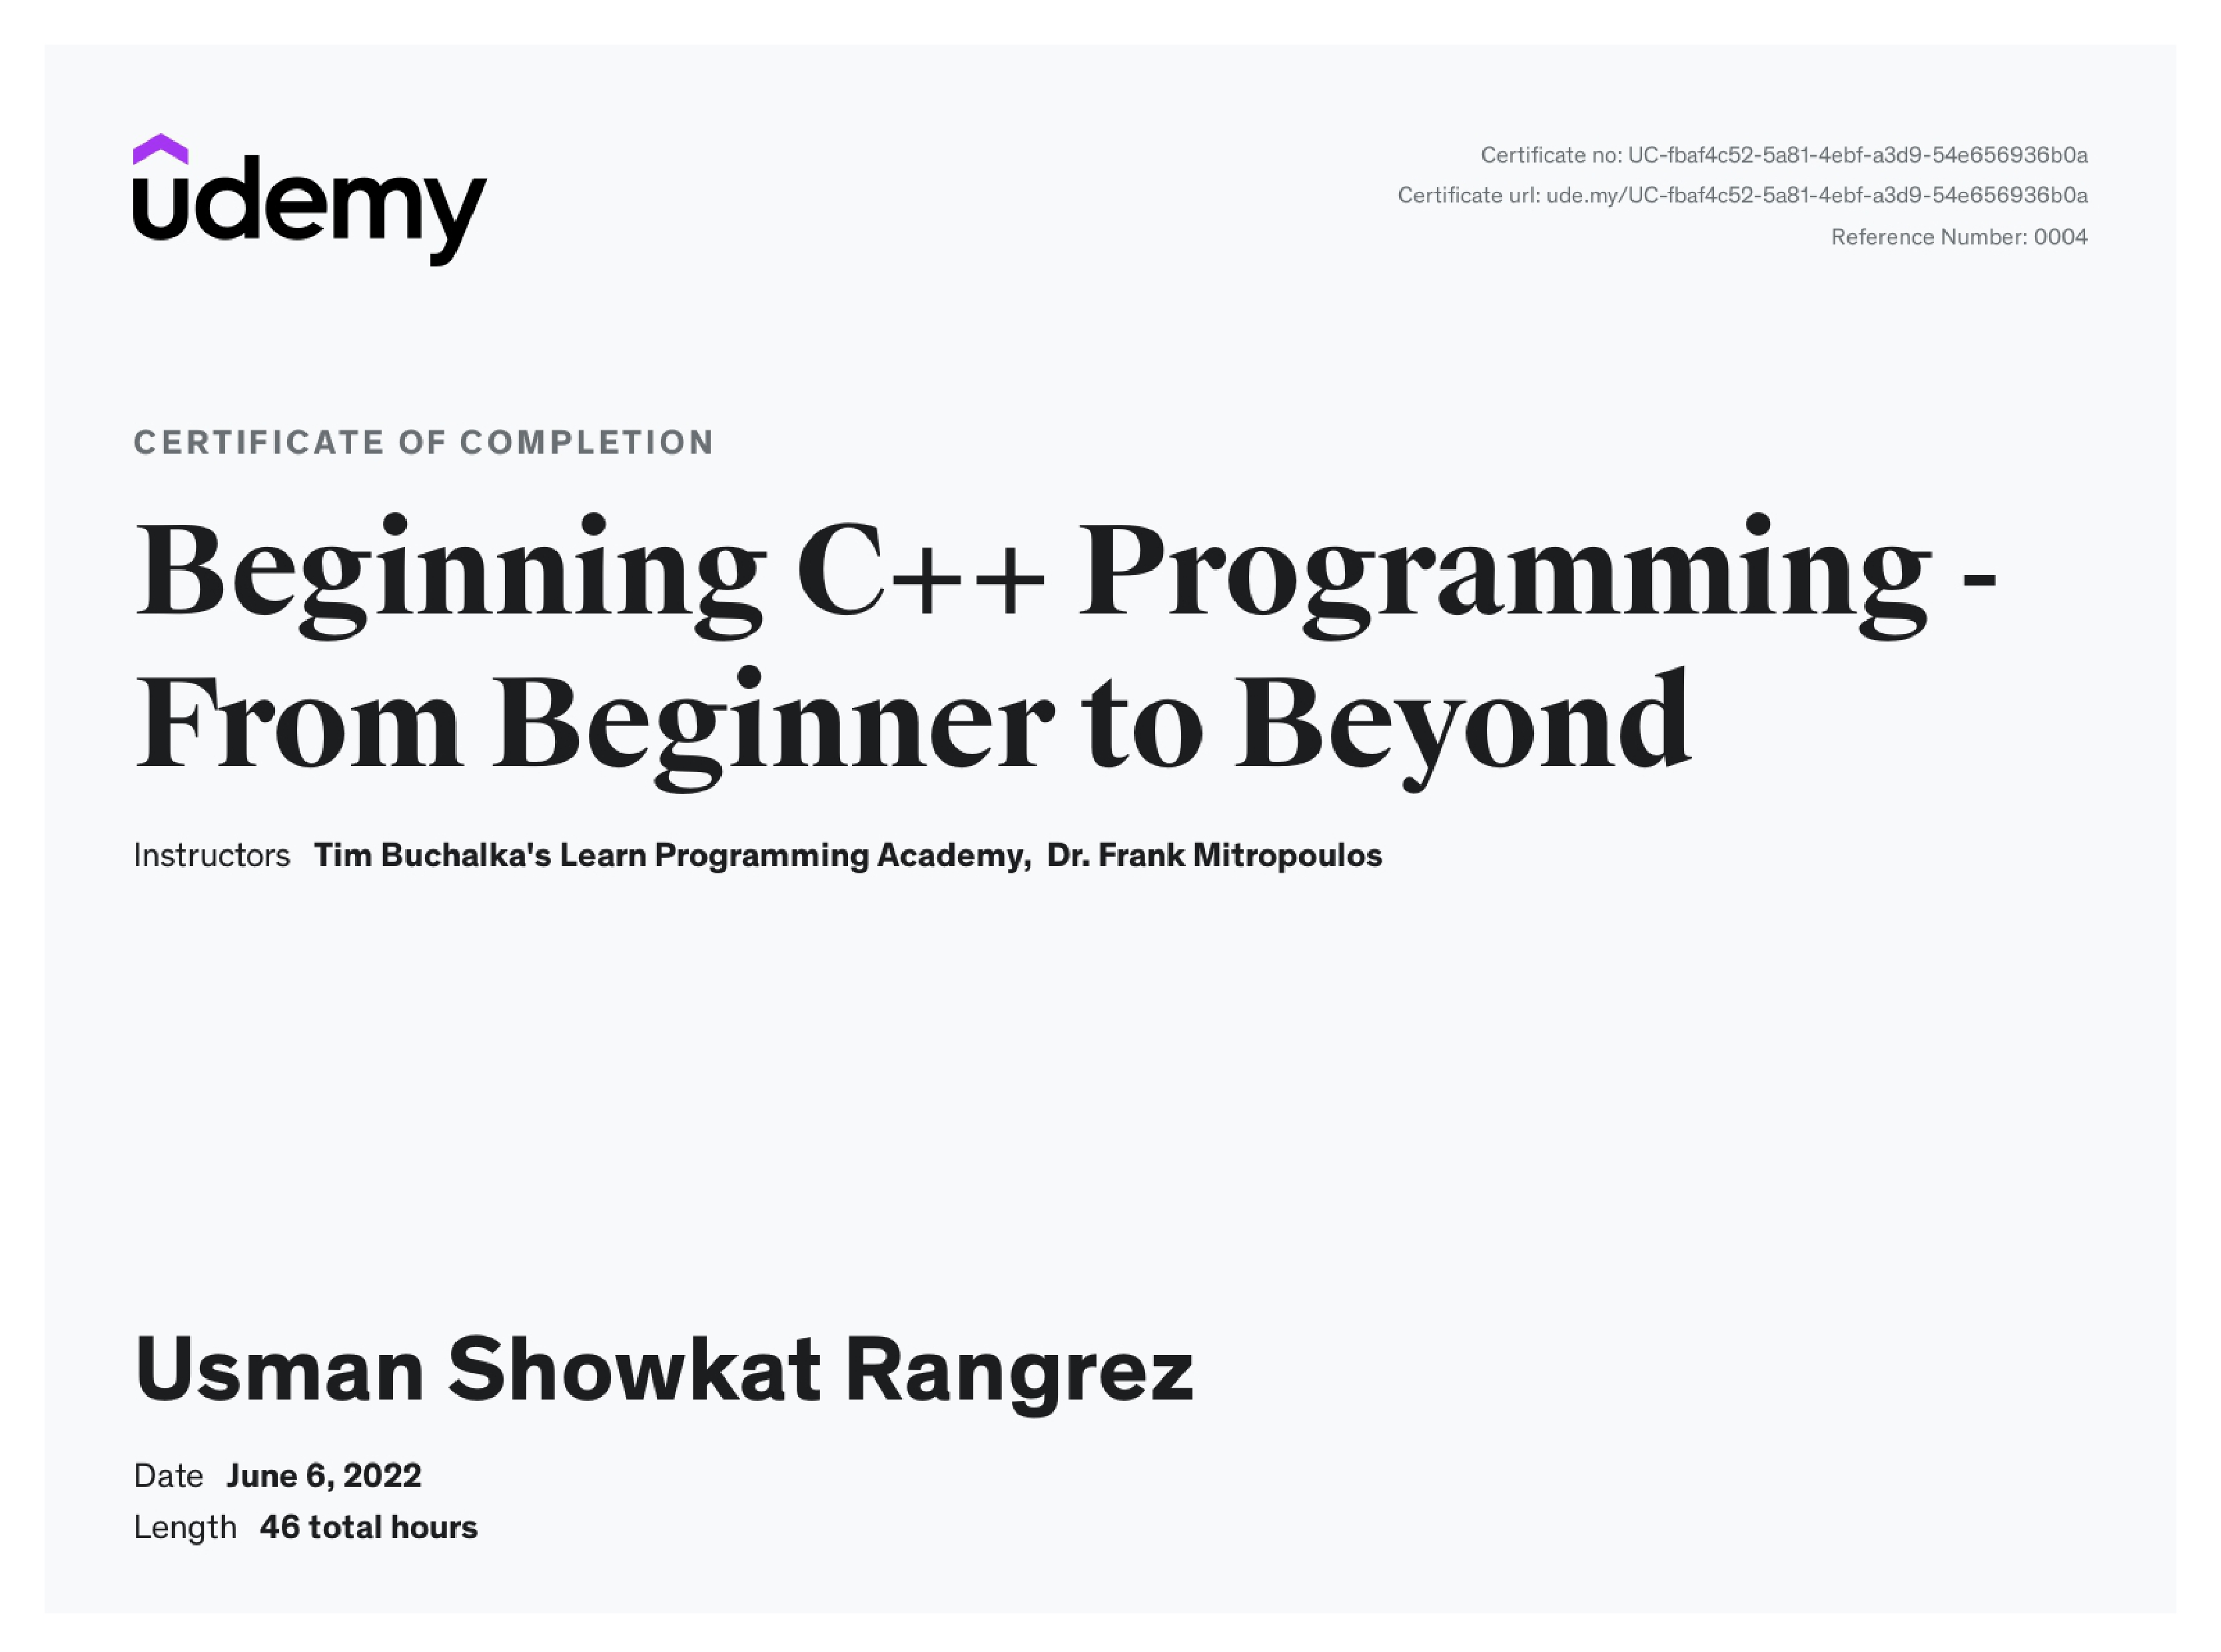 udemy
Certificate no: UC-fbaf4c52-5a81-4ebf-a3d9-54e656936b0a
Certificate url: ude.my/UC-fbaf4c52-5a81-4ebf-a3d9-54e656936b0a
Reference Number: 0004
CERTIFICATE OF COMPLETION
Beginning C++ Programming -
From Beginner to Beyond
Instructors Tim Buchalka's Learn Programming Academy, Dr. Frank Mitropoulos
Usman Showkat Rangrez
Date June 6, 2022
Length 46 total hours